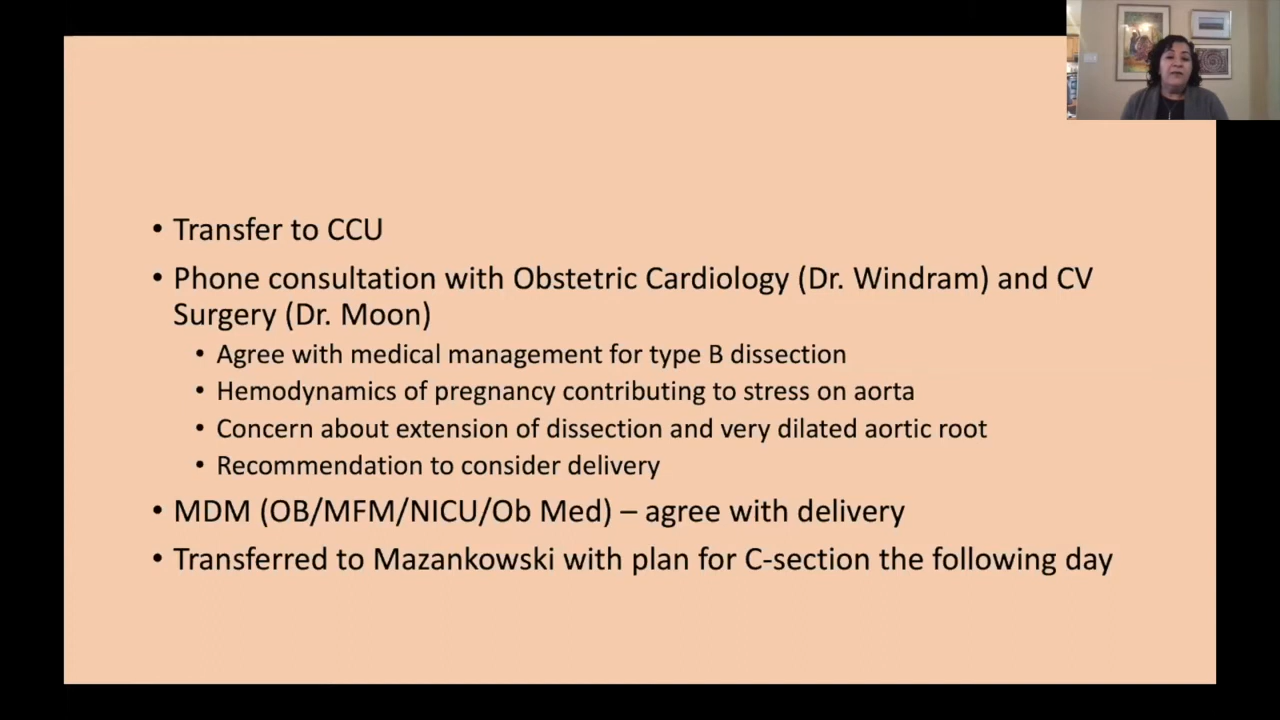 • Transfer to CCU
• Phone consultation with Obstetric Cardiology (Dr. Windram) and CV
Surgery (Dr. Moon)
• Agree with medical management for type B dissection
• Hemodynamics of pregnancy contributing to stress on aorta
• Concern about extension of dissection and very dilated aortic root
• Recommendation to consider delivery
• MDM (OB/MFM/NICU/Ob Med) – agree with delivery
• Transferred to Mazankowski with plan for C-section the following day